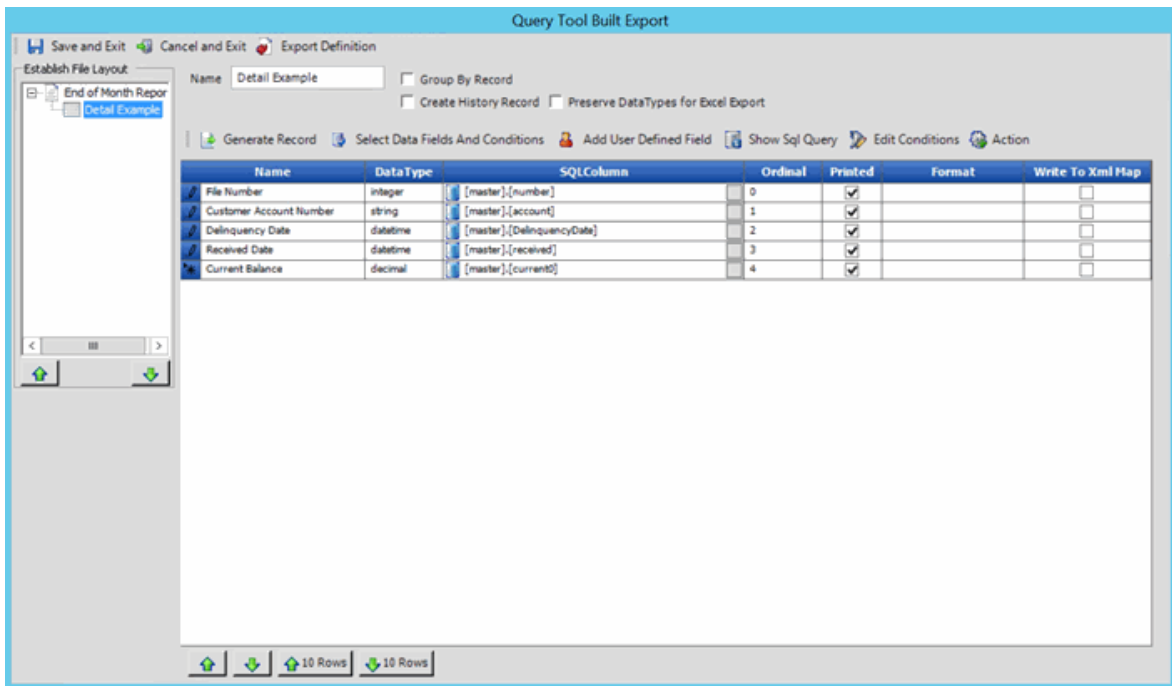 Query Tool Built Export
Save and Exit Cancel and Exit Export Definition
Establish File Layout
End of Month Repor
Detail Example
Name Detail Example Group By Record
Create History Record Preserve DataTypes for Excel Export
Generate Record Select Data Fields And Conditions Add User Defined Field Show Sql Query Edit Conditions Action
Name DataType SQLColumn Ordinal Printed Format Write To Xml Map
File Number integer [master].[number] 0
Customer Account Number string [master].[account] 1
Delinquency Date datetime [master].[DelinquencyDate] 2
Received Date datetime [master].[received] 3
Current Balance decimal [master].[current0] 4
10 Rows 10 Rows